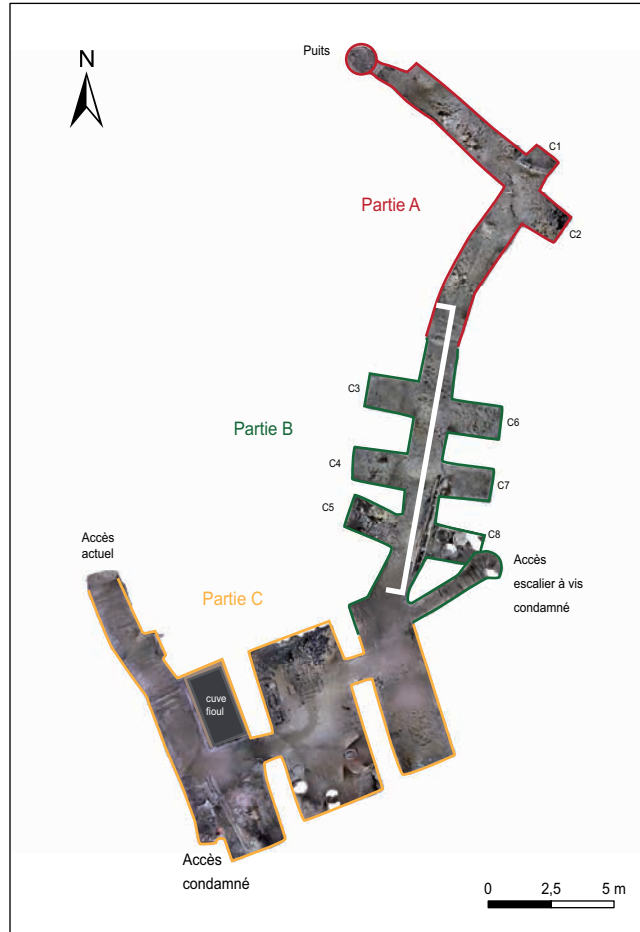 N
Puits
C1
Partie A
C2
C3
C6
Partie B
C4
C7
C5
C8
Accès
actuel
Accès
escalier à vis
condamné
Partie C
cuve
fioul
Accès
condamné
0 2,5 5 m